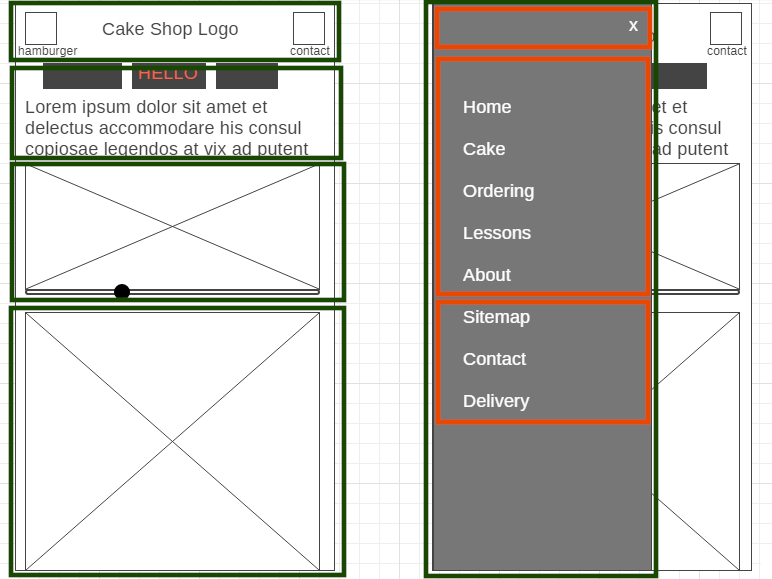 Cake Shop Logo
hamburger
contact
HELLO
Lorem ipsum dolor sit amet et
delectus accommodare his consul
copiosae legendos at vix ad putent
x
contact
et et
is consul
ad putent
Home
Cake
Ordering
Lessons
About
Sitemap
Contact
Delivery